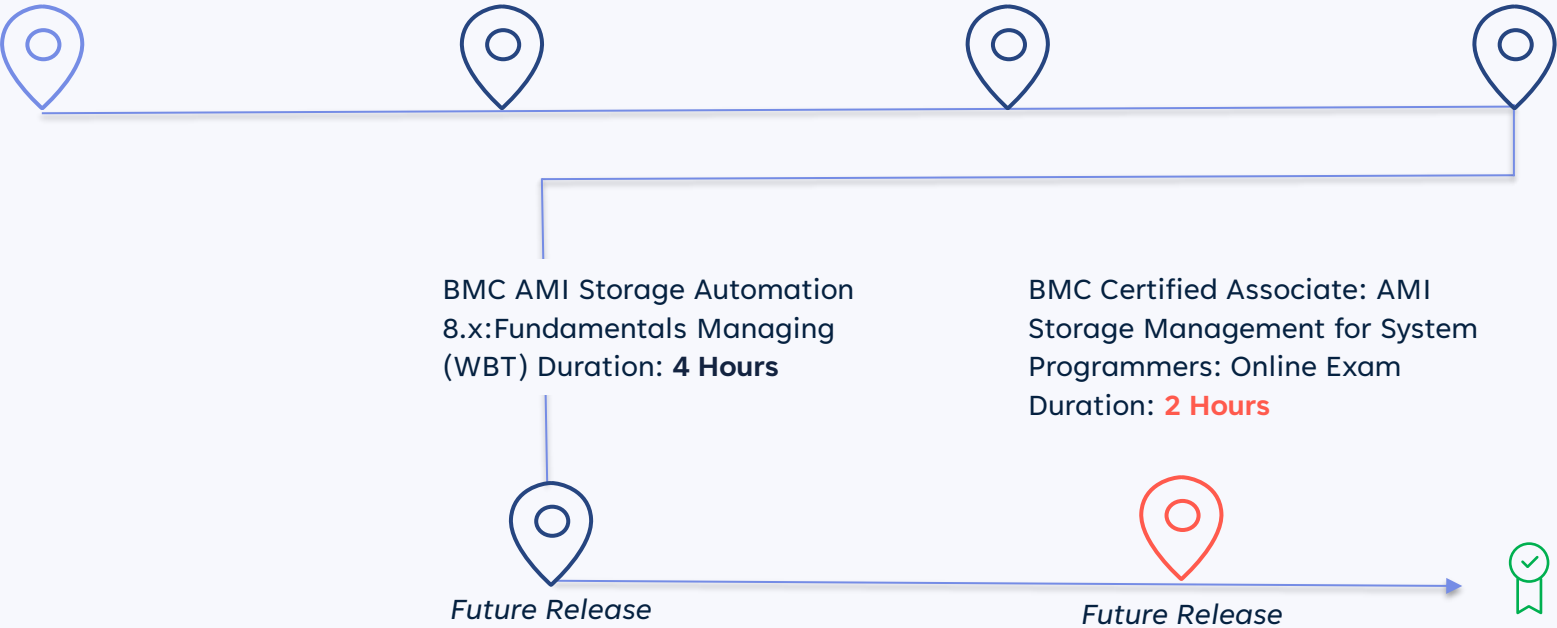 BMC AMI Storage Automation
8.x:Fundamentals Managing
(WBT) Duration: 4 Hours
BMC Certified Associate: AMI
Storage Management for System
Programmers: Online Exam
Duration: 2 Hours
Future Release
Future Release